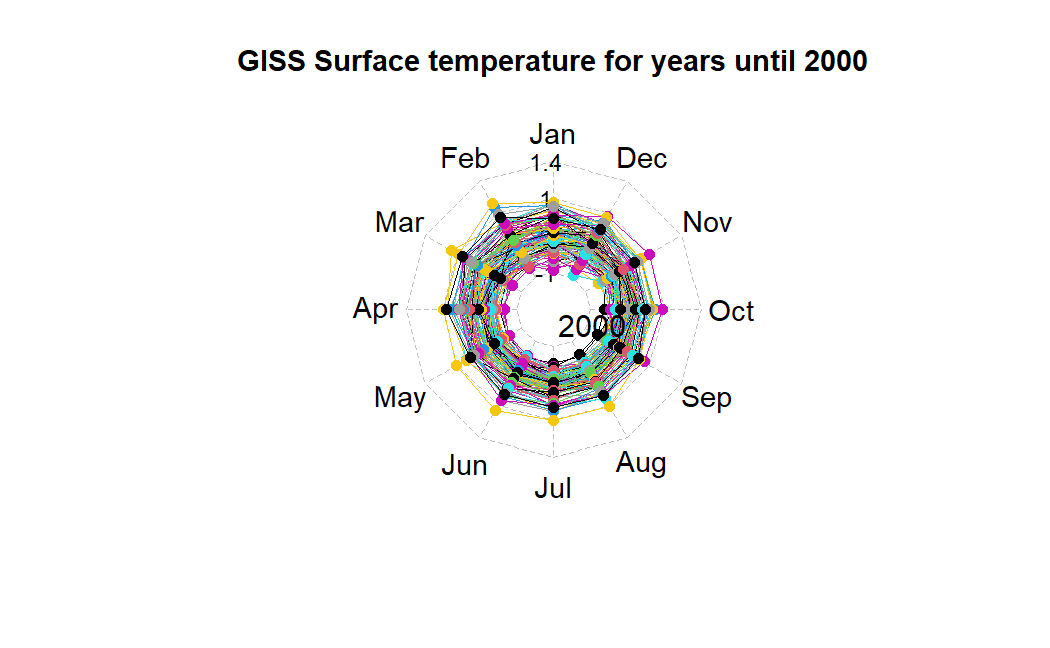 GISS Surface temperature for years until 2000
Jan
Feb
Dec
1.4
1
Mar
Nov
-1
Apr
Oct
2000
May
Sep
Jun
Aug
Jul